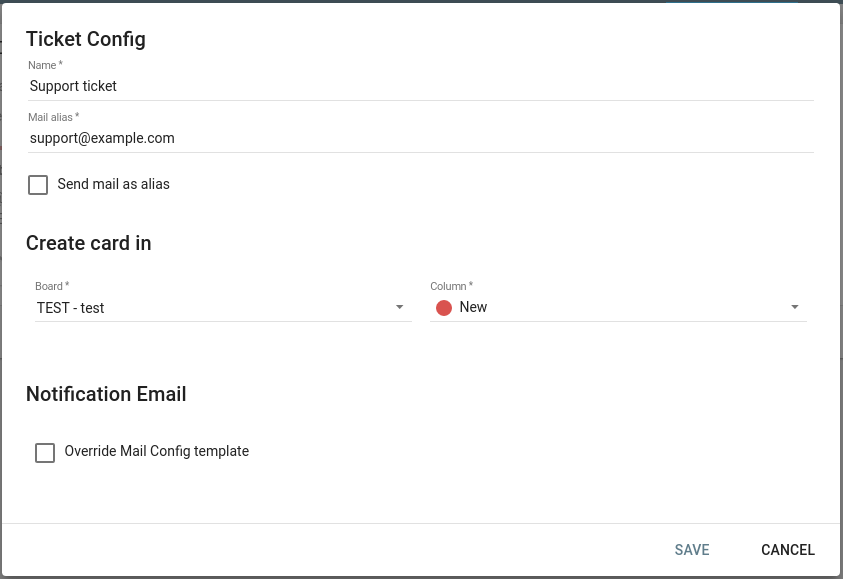 Ticket Config
Name *
Support ticket
Mail alias *
support@example.com
Send mail as alias
Create card in
Board *
Column *
TEST - test
New
Notification Email
Override Mail Config template
SAVE
CANCEL